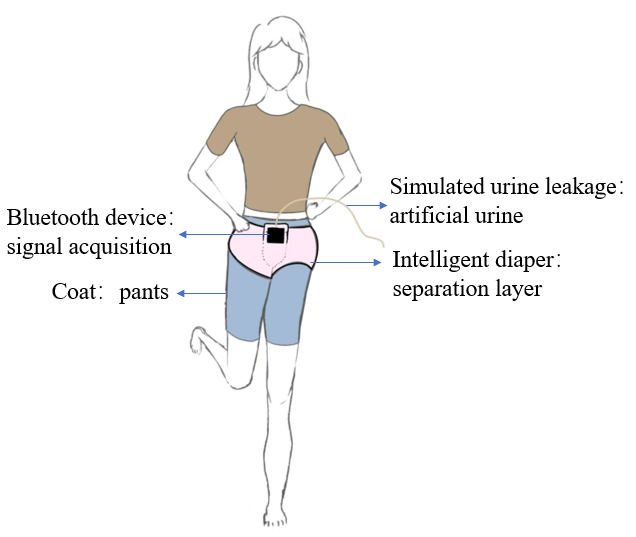 Simulated urine leakage：
artificial urine
Bluetooth device：
signal acquisition
Intelligent diaper：
separation layer
Coat： pants